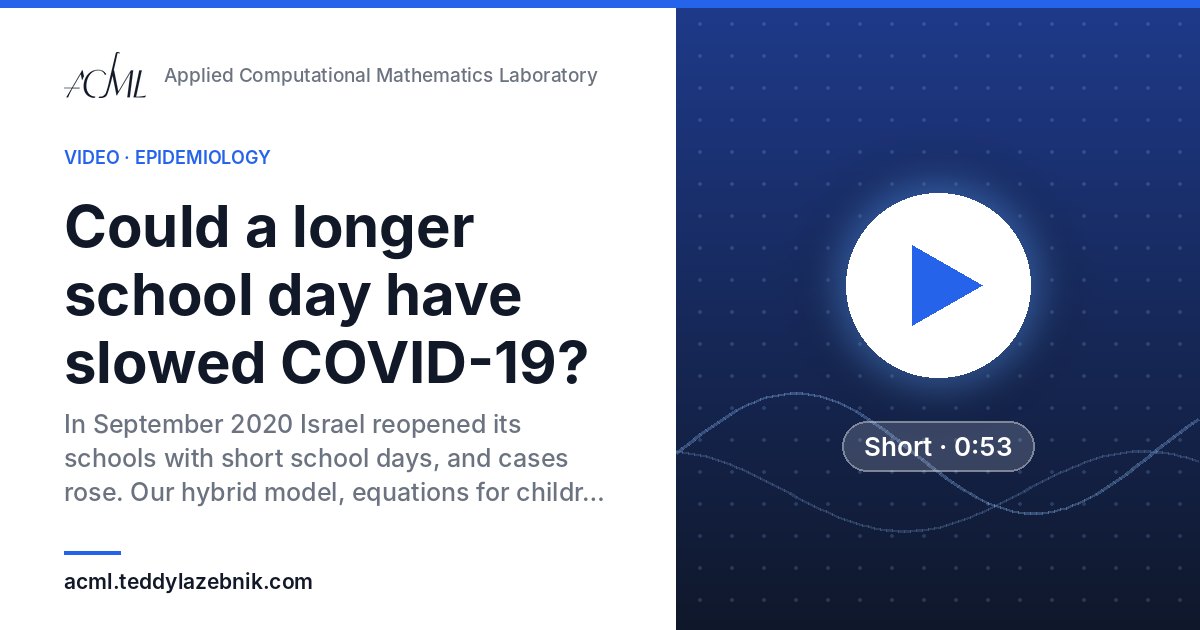 ACML Applied Computational Mathematics Laboratory
VIDEO · EPIDEMIOLOGY
Could a longer
school day have
slowed COVID-19?
In September 2020 Israel reopened its
schools with short school days, and cases
rose. Our hybrid model, equations for childr...
acml.teddylazebnik.com
Short · 0:53